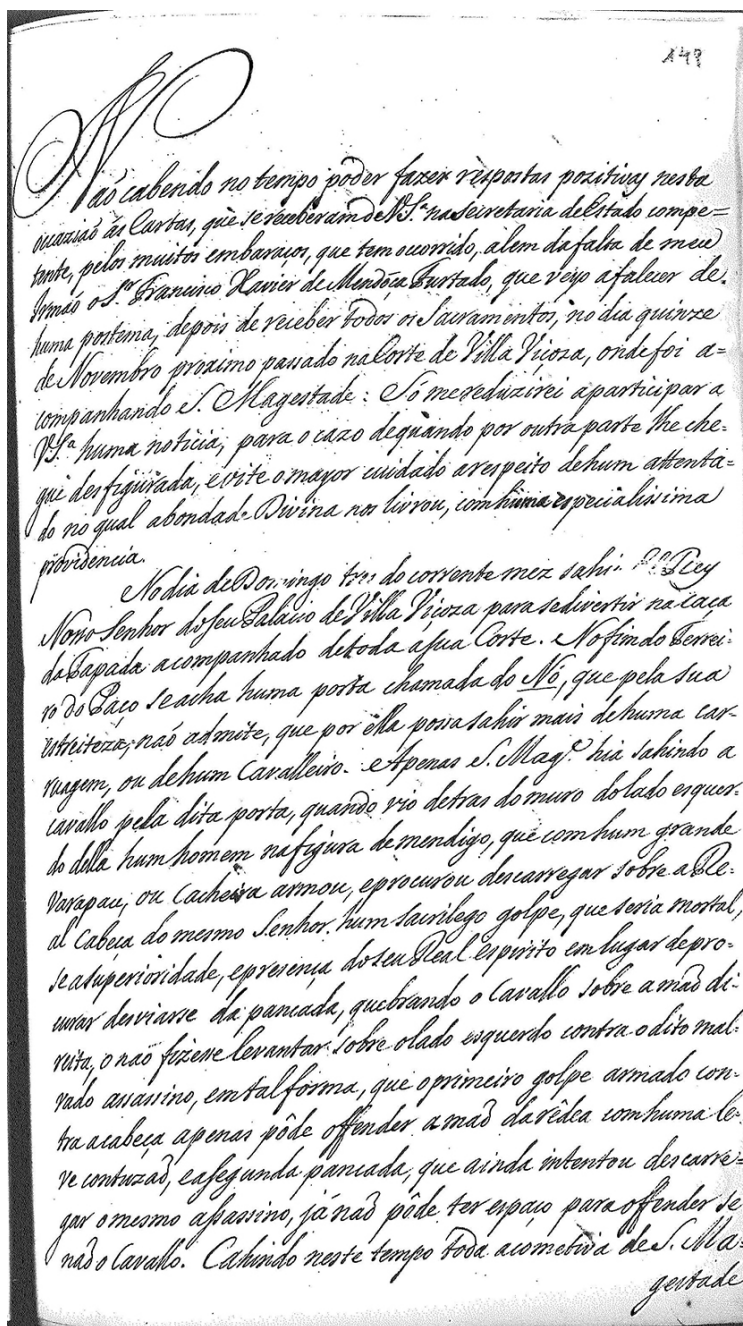 149
Naõ cabendo no tempo pôder fazer respostas pozitivas nesta
occaziaõ ás Cartas, que se receberam de V.S.ª na Secretaria de Estado compe=
tente, pelos muitos embaraços, que tem ocorrido, alem da falta de meu
Irmaõ o S.r Francisco Xavier de Mendóça Furtado, que veyo a falecer de
huma postema, depois de receber todos os Sacramentos, no dia quinze
de Novembro proximo passado na Corte de Villa Viçoza, onde foi a=
companhando S. Magestade: Só me reduzirei a participar a
V.S.ª huma noticia, para o cazo de quando por outra parte lhe che=
gue desfigurada, evite o mayor cuidado a respeito de hum attenta=
do no qual a bondade Divina nos livrou, com huma especialissima
providencia.
No dia de Domingo tres do corrente mez sahi El Rey
Nosso Senhor do seu Palacio de Villa Vicoza para se divertir na caça
da Tapada acompanhado de toda a sua Corte. No fim do Terrei=
ro do Paço se acha huma porta chamada do Nó, que pela sua
estreiteza, naõ admite, que por ella possa sahir mais de huma car=
ruagem, ou de hum Cavalleiro. Apenas S. Mag.e hia sahindo a
cavallo pela dita porta, quando vio detras do muro do lado esquer=
do della hum homem na figura de mendigo, que com hum grande
Varapau, ou Cacheira armou, e procurou descarregar sobre a Re=
al Cabeça do mesmo Senhor hum sacrilego golpe, que seria mortal,
se a superioridade, e presença do seu Real espirito em lugar de pro=
curar desviarse da pancada, quebrando o Cavallo sobre a maõ di=
reita, o naõ fizesse levantar sobre o lado esquerdo contra o dito mal=
vado assassino, em tal fórma, que o primeiro golpe armado con=
tra a cabeça apenas pôde offender a maõ da rêdea com huma le=
ve contuzaõ, e a segunda pancada, que ainda intentou descarre=
gar o mesmo assassino, já naõ pôde ter espaço para offender se
naõ o Cavallo. Cahindo neste tempo toda a cometiva de S. Ma=
gestade